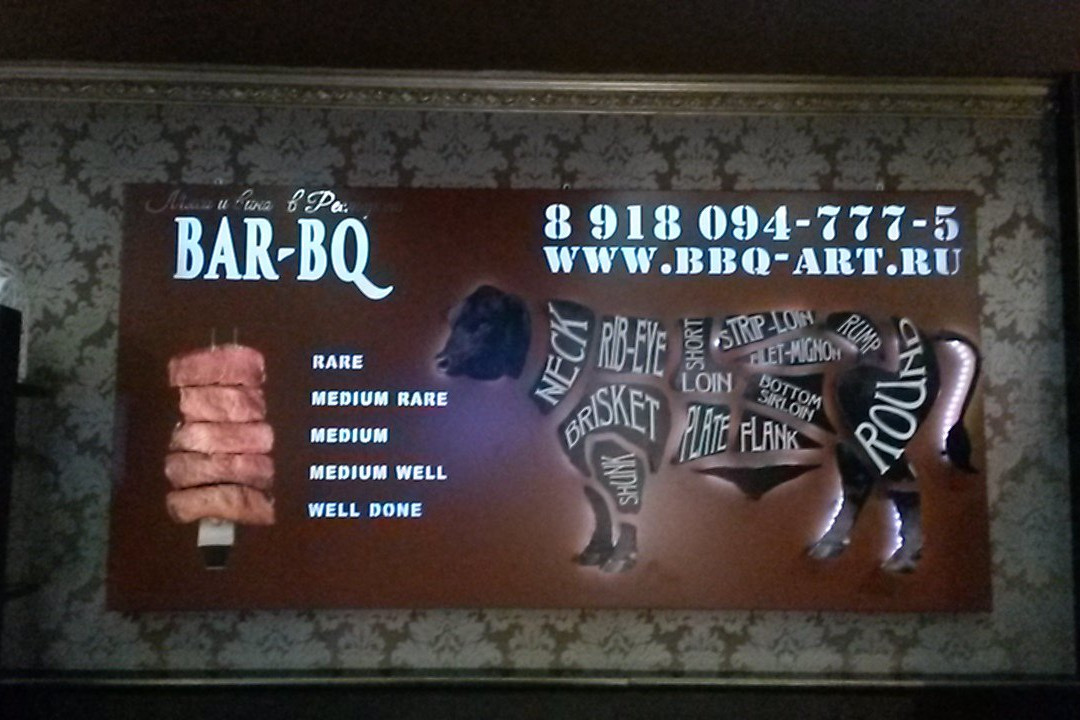 и вина в
BAR-BQ
8 918 094-777-5
WWW.BBQ-ART.RU
RARE
MEDIUM RARE
MEDIUM
MEDIUM WELL
WELL DONE
NECK
RIB-EYE
SHORT
LOIN
STRIP-LOIN
FILET-MIGNON
RUMP
ROUND
BRISKET
BOTTOM
SIRLOIN
PLATE
FLANK
SHUNK